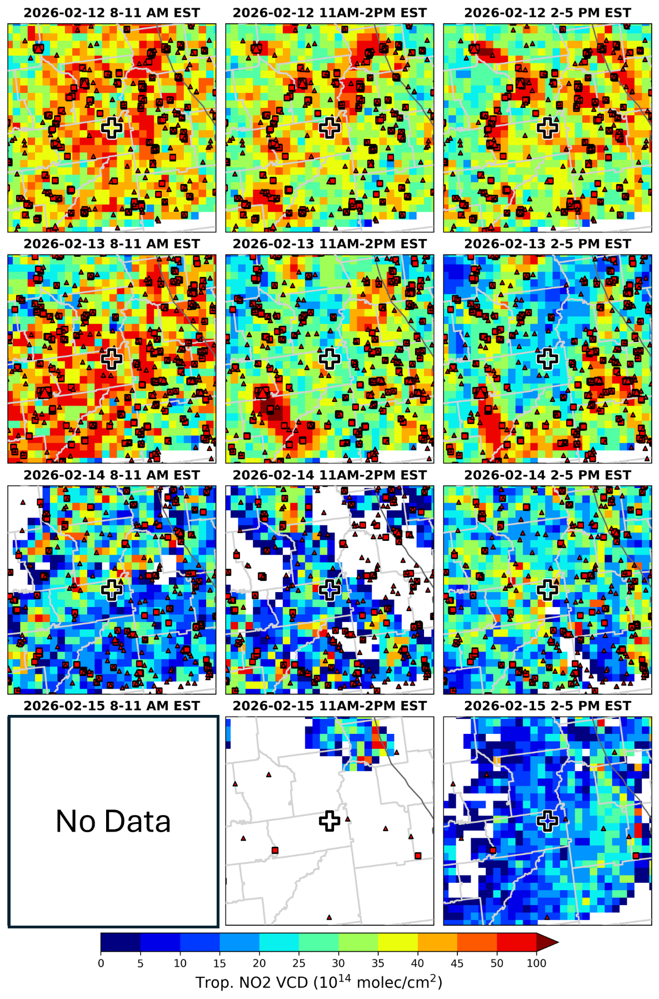 2026-02-12 8-11 AM EST
2026-02-12 11AM-2PM EST
2026-02-12 2-5 PM EST
2026-02-13 8-11 AM EST
2026-02-13 11AM-2PM EST
2026-02-13 2-5 PM EST
2026-02-14 8-11 AM EST
2026-02-14 11AM-2PM EST
2026-02-14 2-5 PM EST
2026-02-15 8-11 AM EST
2026-02-15 11AM-2PM EST
2026-02-15 2-5 PM EST
No Data
0 5 10 15 20 25 30 35 40 45 50 100
Trop. NO2 VCD (10¹⁴ molec/cm²)